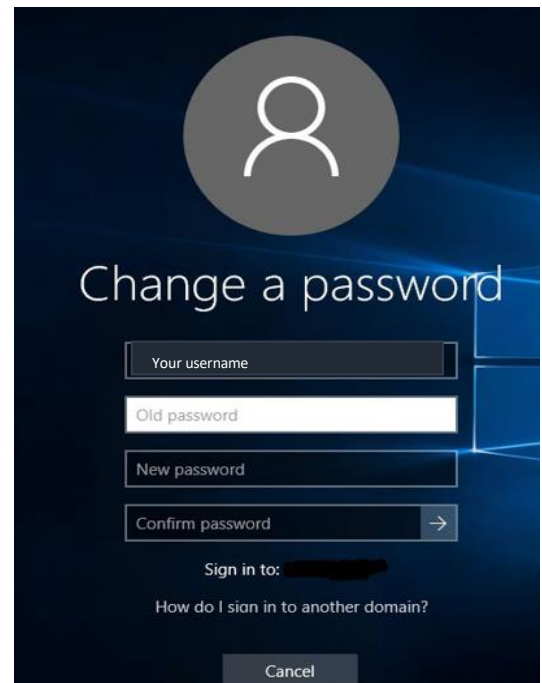 Change a password
Your username
Old password
New password
Confirm password
Sign in to:
How do I sign in to another domain?
Cancel